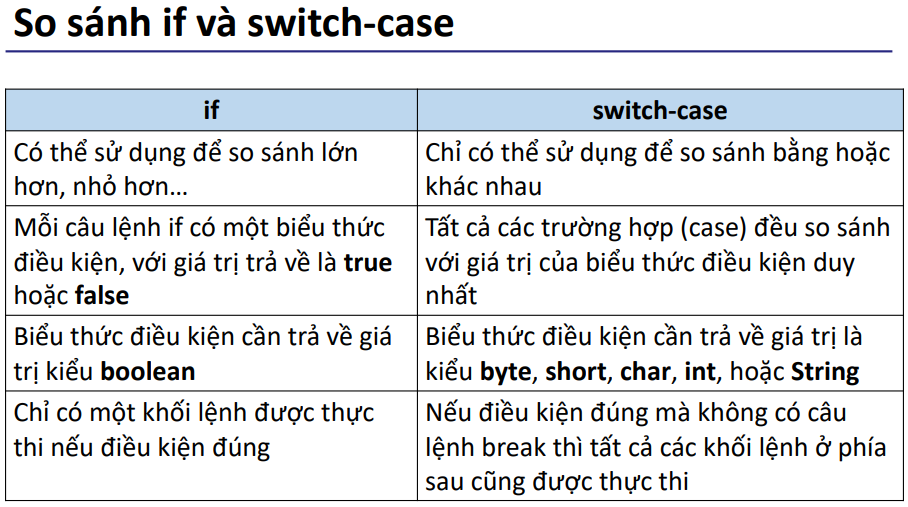 So sánh if và switch-case
if
switch-case
Có thể sử dụng để so sánh lớn
hơn, nhỏ hơn…
Chỉ có thể sử dụng để so sánh bằng hoặc
khác nhau
Mỗi câu lệnh if có một biểu thức
điều kiện, với giá trị trả về là true
hoặc false
Tất cả các trường hợp (case) đều so sánh
với giá trị của biểu thức điều kiện duy
nhất
Biểu thức điều kiện cần trả về giá
trị kiểu boolean
Biểu thức điều kiện cần trả về giá trị là
kiểu byte, short, char, int, hoặc String
Chỉ có một khối lệnh được thực
thi nếu điều kiện đúng
Nếu điều kiện đúng mà không có câu
lệnh break thì tất cả các khối lệnh ở phía
sau cũng được thực thi